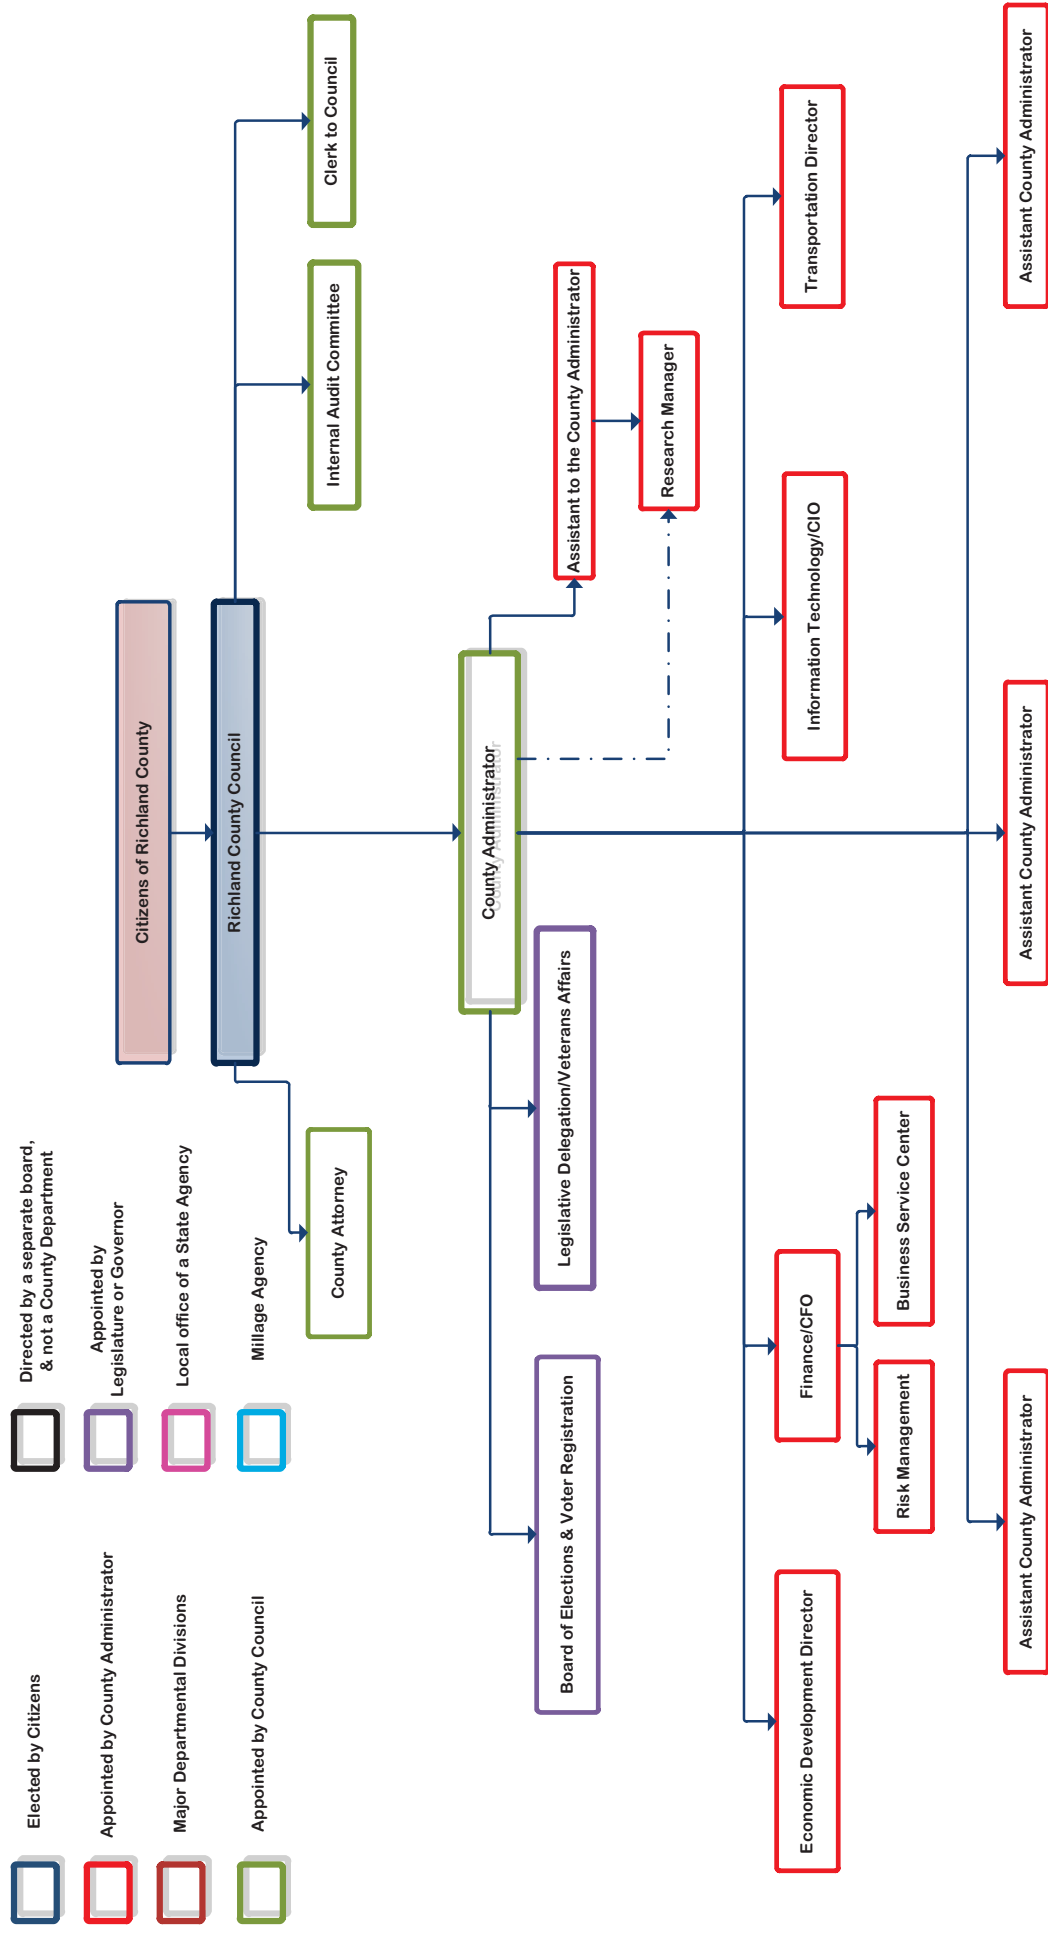 Elected by Citizens
Appointed by County Administrator
Major Departmental Divisions
Appointed by County Council
Directed by a separate board,
& not a County Department
Appointed by
Legislature or Governor
Local office of a State Agency
Millage Agency
Citizens of Richland County
Richland County Council
County Attorney
Internal Audit Committee
Clerk to Council
County Administrator
Board of Elections & Voter Registration
Legislative Delegation/Veterans Affairs
Assistant to the County Administrator
Research Manager
Economic Development Director
Finance/CFO
Information Technology/CIO
Transportation Director
Risk Management
Business Service Center
Assistant County Administrator
Assistant County Administrator
Assistant County Administrator